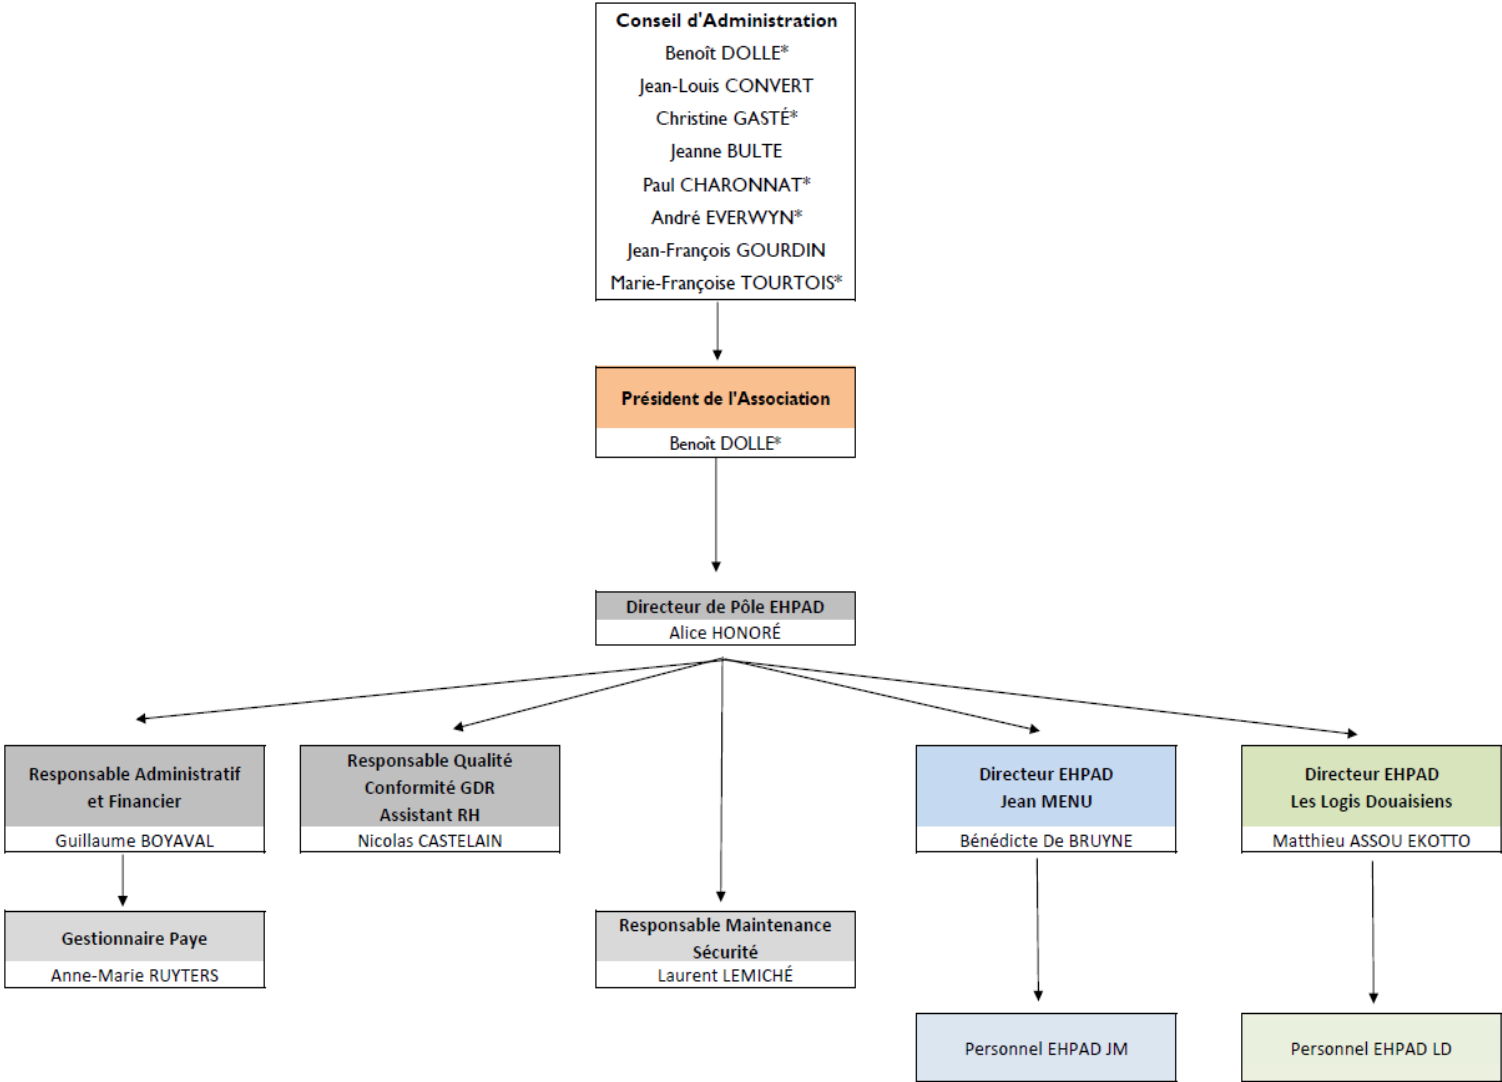 Conseil d'Administration
Benoît DOLLE*
Jean-Louis CONVERT
Christine GASTÉ*
Jeanne BULTE
Paul CHARONNAT*
André EVERWYN*
Jean-François GOURDIN
Marie-Françoise TOURTOIS*
Président de l'Association
Benoît DOLLE*
Directeur de Pôle EHPAD
Alice HONORÉ
Responsable Administratif
et Financier
Guillaume BOYAVAL
Responsable Qualité
Conformité GDR
Assistant RH
Nicolas CASTELAIN
Directeur EHPAD
Jean MENU
Bénédicte De BRUYNE
Directeur EHPAD
Les Logis Douaisiens
Matthieu ASSOU EKOTTO
Gestionnaire Paye
Anne-Marie RUYTERS
Responsable Maintenance
Sécurité
Laurent LEMICHÉ
Personnel EHPAD JM
Personnel EHPAD LD